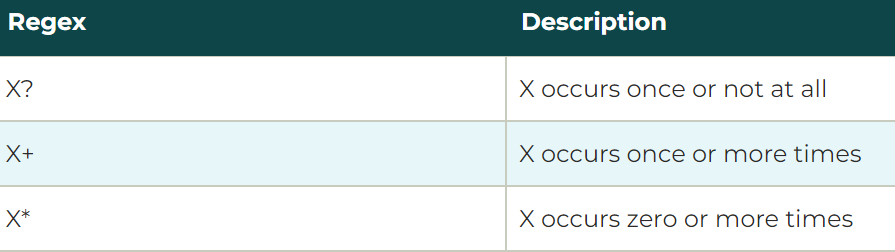 Regex Description
X? X occurs once or not at all
X+ X occurs once or more times
X* X occurs zero or more times